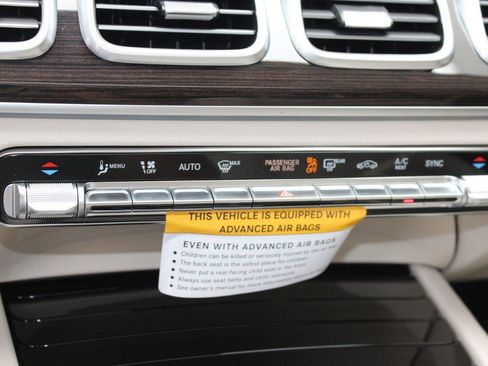 MENU OFF AUTO MAX PASSENGER AIR BAG OFF REAR A/C REST SYNC
THIS VEHICLE IS EQUIPPED WITH
ADVANCED AIR BAGS
EVEN WITH ADVANCED AIR BAGS
• Children can be killed or seriously injured by the air bag
• The back seat is the safest place for children
• Never put a rear-facing child seat in the front
• Always use seat belts and child restraints
• See owner's manual for more information about air bags